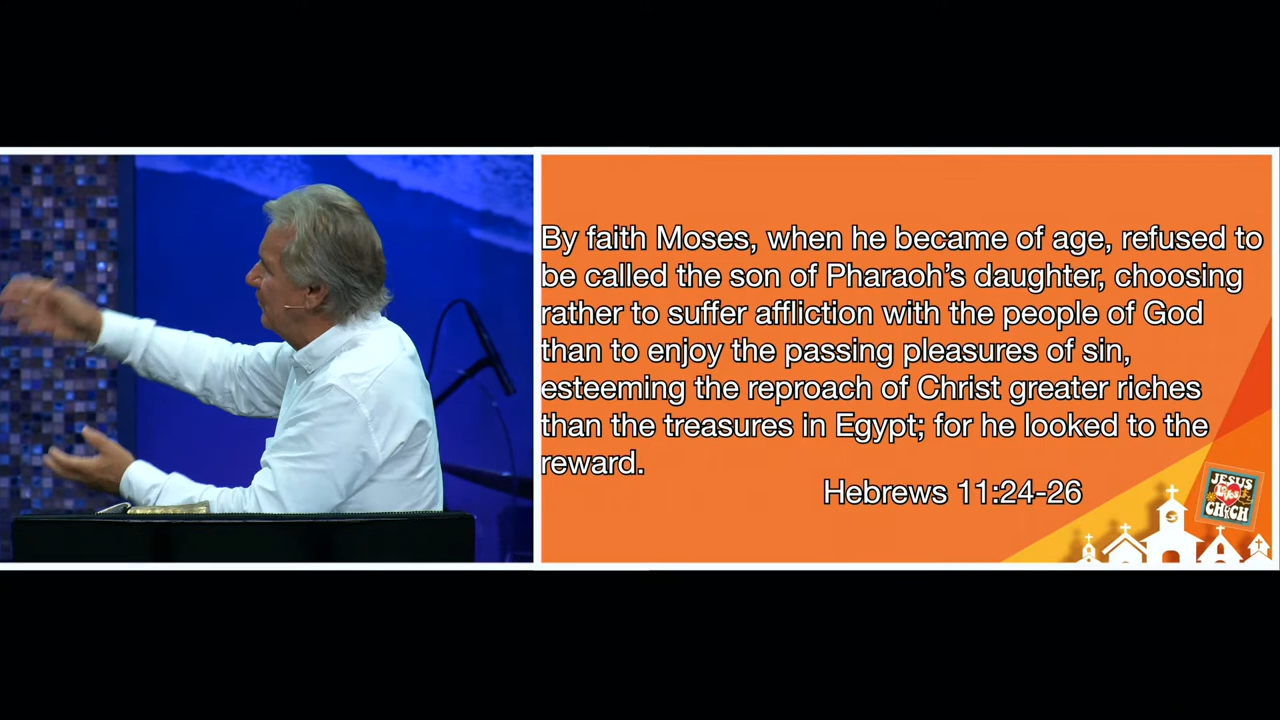 By faith Moses, when he became of age, refused to
be called the son of Pharaoh’s daughter, choosing
rather to suffer affliction with the people of God
than to enjoy the passing pleasures of sin,
esteeming the reproach of Christ greater riches
than the treasures in Egypt; for he looked to the
reward.
Hebrews 11:24-26
JESUS
Loves
CHURCH